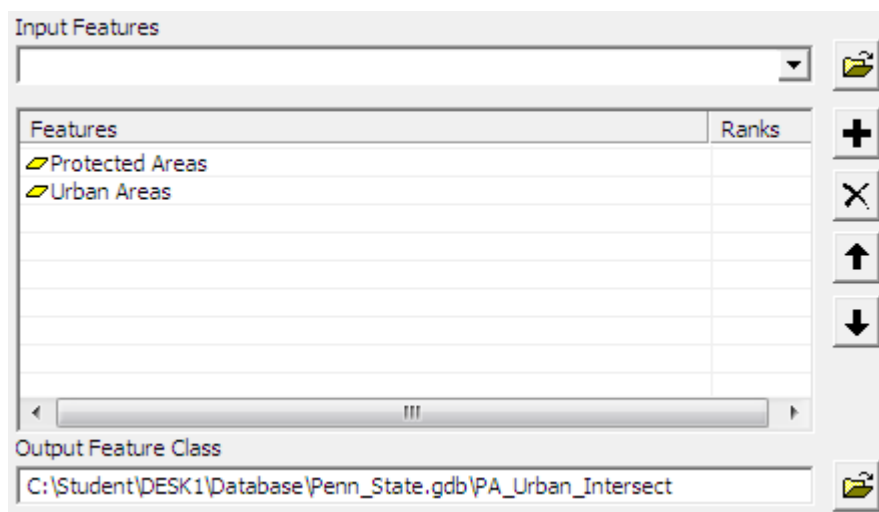 Input Features
Features Ranks
Protected Areas
Urban Areas
Output Feature Class
C:\Student\DESK1\Database\Penn_State.gdb\PA_Urban_Intersect